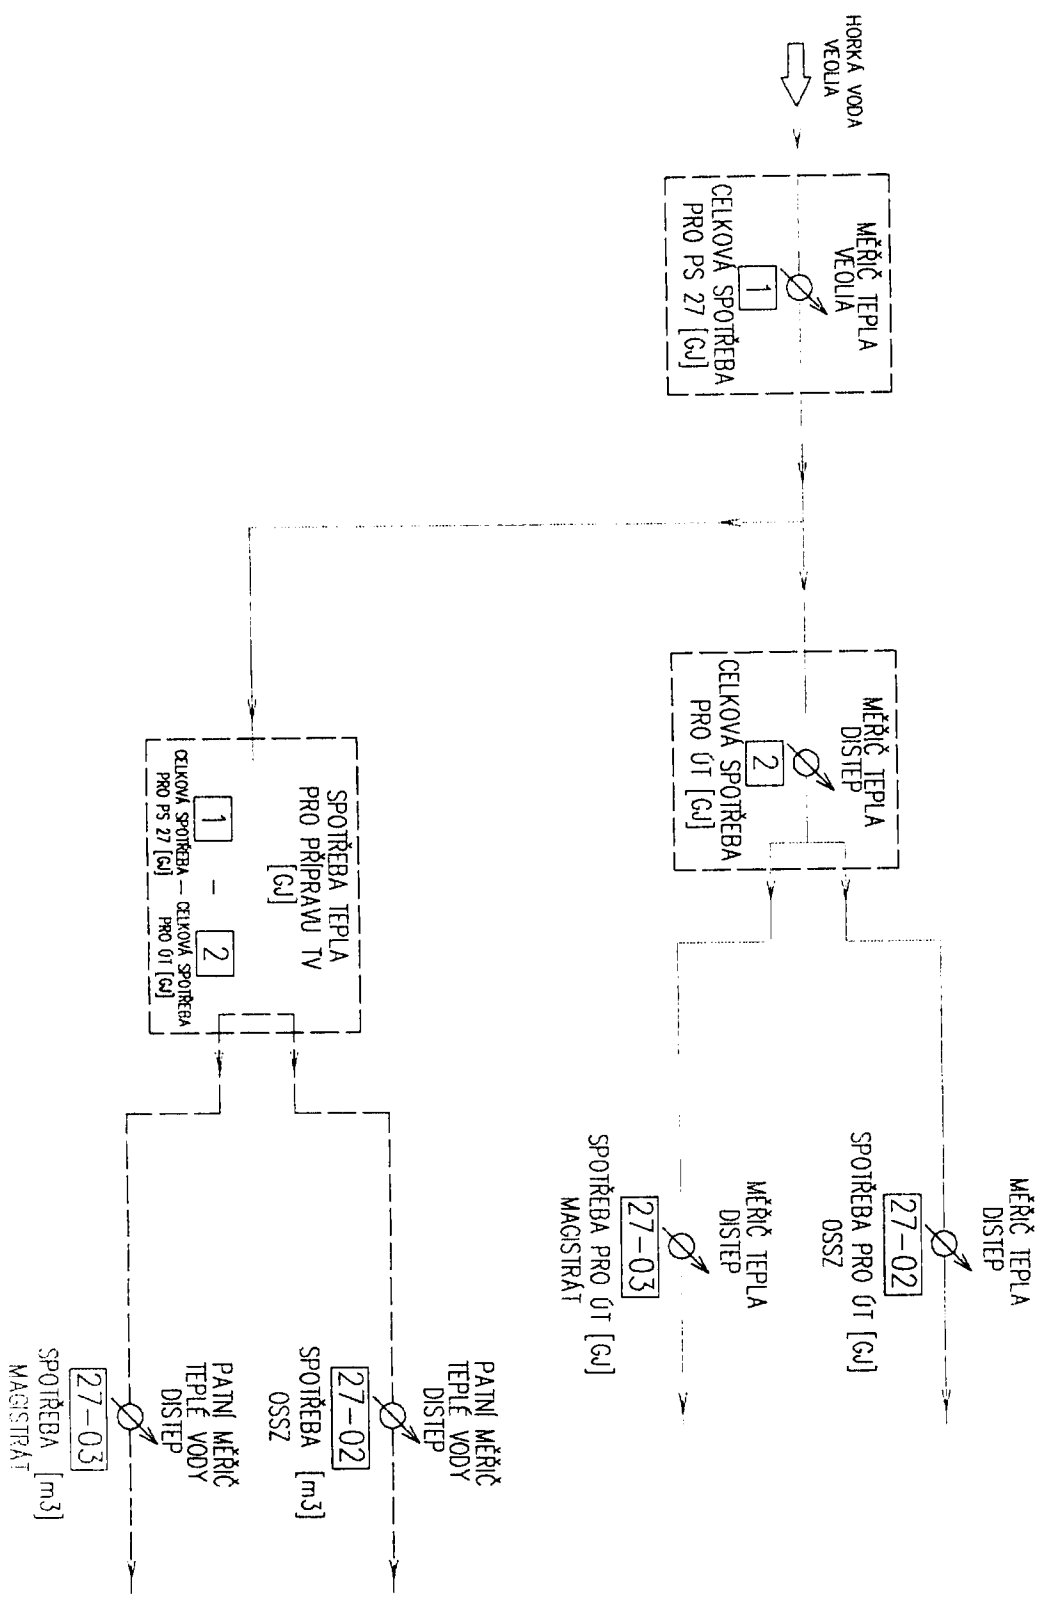 HORKÁ VODA
VEOLIA
MĚŘIČ TEPLA
VEOLIA
1
CELKOVÁ SPOTŘEBA
PRO PS 27 [GJ]
MĚŘIČ TEPLA
DISTEP
2
CELKOVÁ SPOTŘEBA
PRO ÚT [GJ]
MĚŘIČ TEPLA
DISTEP
27-02
SPOTŘEBA PRO ÚT [GJ]
OSSZ
MĚŘIČ TEPLA
DISTEP
27-03
SPOTŘEBA PRO ÚT [GJ]
MAGISTRÁT
SPOTŘEBA TEPLA
PRO PŘÍPRAVU TV
[GJ]
1 - 2
CELKOVÁ SPOTŘEBA - CELKOVÁ SPOTŘEBA
PRO PS 27 [GJ] PRO ÚT [GJ]
PATNÍ MĚŘIČ
TEPLÉ VODY
DISTEP
27-02
SPOTŘEBA [m3]
OSSZ
PATNÍ MĚŘIČ
TEPLÉ VODY
DISTEP
27-03
SPOTŘEBA [m3]
MAGISTRÁT